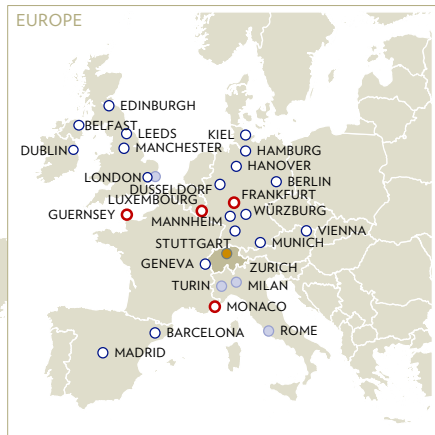 EUROPE
EDINBURGH
BELFAST
LEEDS
KIEL
DUBLIN
MANCHESTER
HAMBURG
HANOVER
LONDON
BERLIN
DUSSELDORF
LUXEMBOURG
FRANKFURT
GUERNSEY
WÜRZBURG
MANNHEIM
VIENNA
STUTTGART
MUNICH
GENEVA
ZURICH
TURIN
MILAN
MONACO
BARCELONA
ROME
MADRID